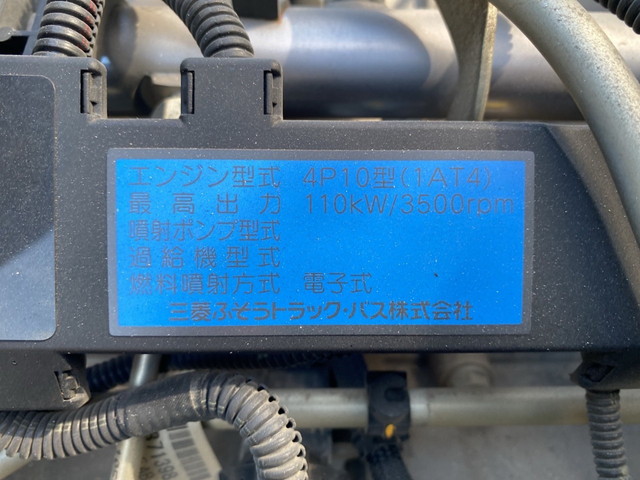 エンジン型式 4P10型(1AT4)
最高出力 110kW/3500rpm
噴射ポンプ型式
過給機型式
燃料噴射方式 電子式
三菱ふそうトラック・バス株式会社